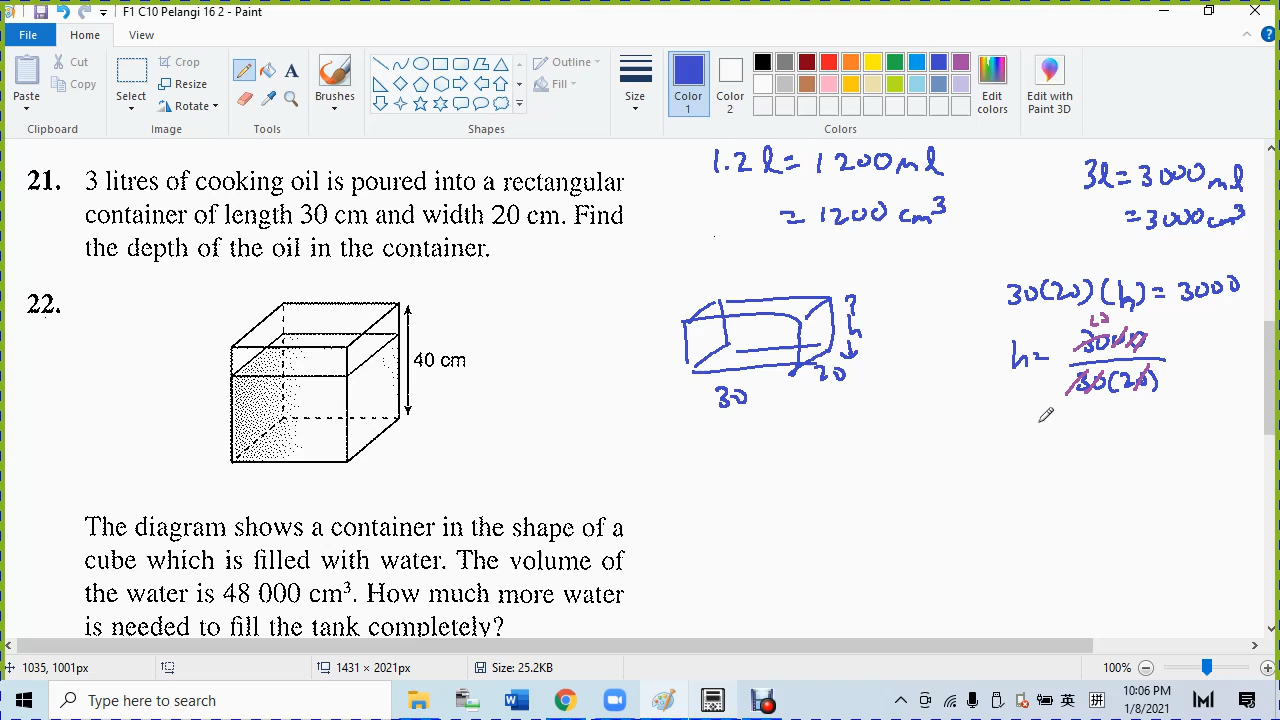 F1 C10 Pelangi 16 2 - Paint
File Home View
Paste
Cut
Copy
Clipboard
Select
Crop
Resize
Rotate
Image
A
Tools
Brushes
Shapes
Outline
Fill
Size
Color 1
Color 2
Edit colors
Colors
Edit with Paint 3D
1.2 l = 1200 ml
= 1200 cm³
3l = 3000 ml
= 3000 cm³
21. 3 litres of cooking oil is poured into a rectangular
container of length 30 cm and width 20 cm. Find
the depth of the oil in the container.
22.
40 cm
? h
20
30
30(20)(h) = 3000
h = 3000
30(20)
The diagram shows a container in the shape of a
cube which is filled with water. The volume of
the water is 48 000 cm³. How much more water
is needed to fill the tank completely?
1035, 1001px
1431 × 2021px
Size: 25.2KB
100%
Type here to search
英
拼
10:06 PM
1/8/2021